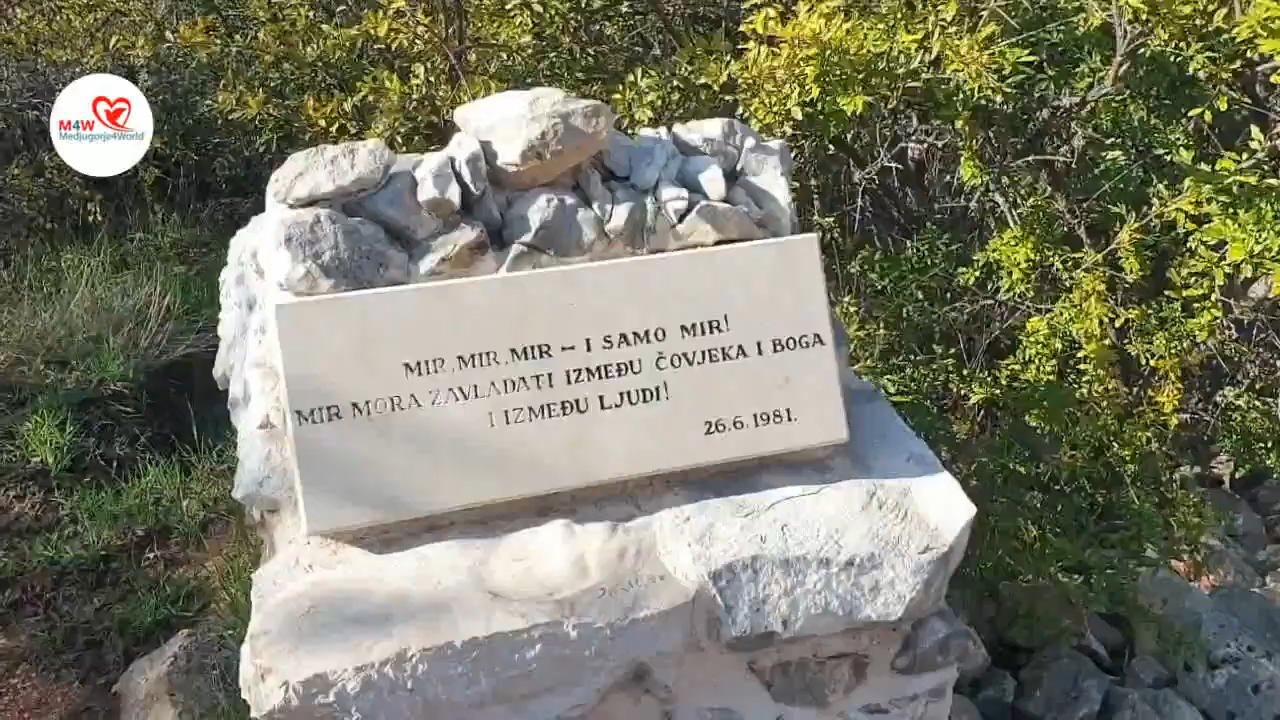 M4W
Medjugorje4World
MIR, MIR, MIR – I SAMO MIR!
MIR MORA ZAVLADATI IZMEĐU ČOVJEKA I BOGA
I IZMEĐU LJUDI!
26.6.1981.